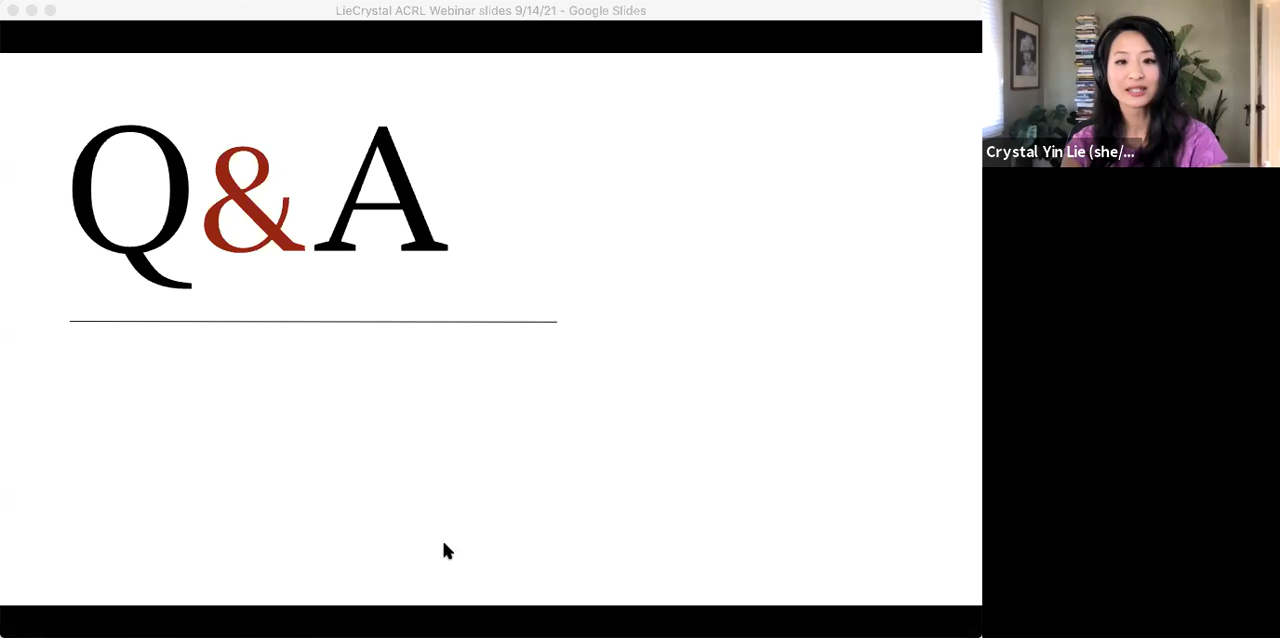 LieCrystal ACRL Webinar slides 9/14/21 - Google Slides
Q&A
Crystal Yin Lie (she/...